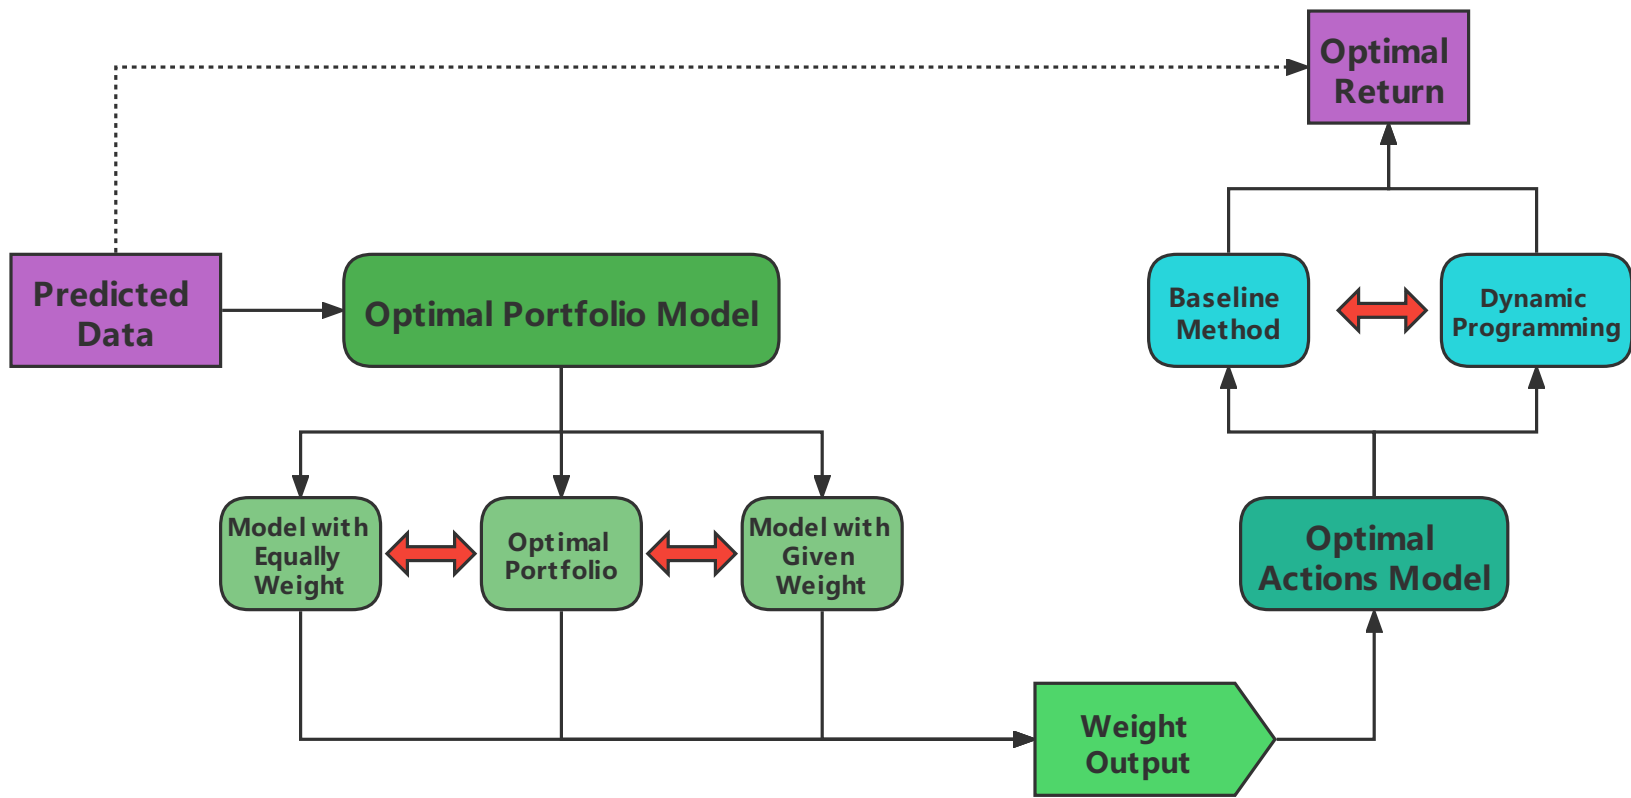 Optimal
Return
Predicted
Data
Optimal Portfolio Model
Baseline
Method
Dynamic
Programming
Model with
Equally
Weight
Optimal
Portfolio
Model with
Given
Weight
Optimal
Actions Model
Weight
Output